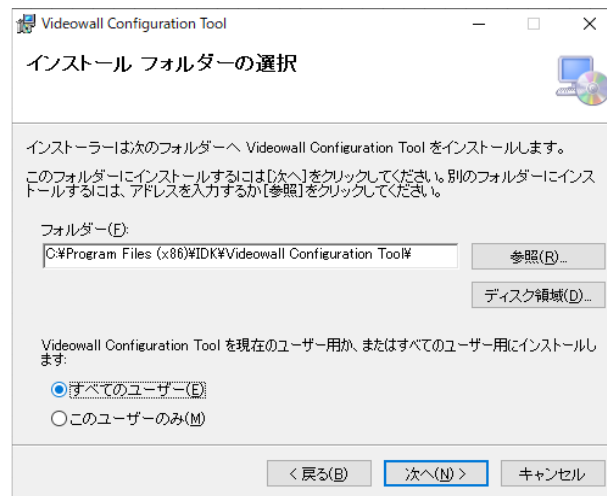 Videowall Configuration Tool
インストール フォルダーの選択
インストーラーは次のフォルダーへ Videowall Configuration Tool をインストールします。
このフォルダーにインストールするには[次へ]をクリックしてください。別のフォルダーにインス
トールするには、アドレスを入力するか[参照]をクリックしてください。
フォルダー(F):
C:¥Program Files (x86)¥IDK¥Videowall Configuration Tool¥
参照(R)...
ディスク領域(D)...
Videowall Configuration Tool を現在のユーザー用か、またはすべてのユーザー用にインストールし
ます:
すべてのユーザー(E)
このユーザーのみ(M)
< 戻る(B)
次へ(N) >
キャンセル